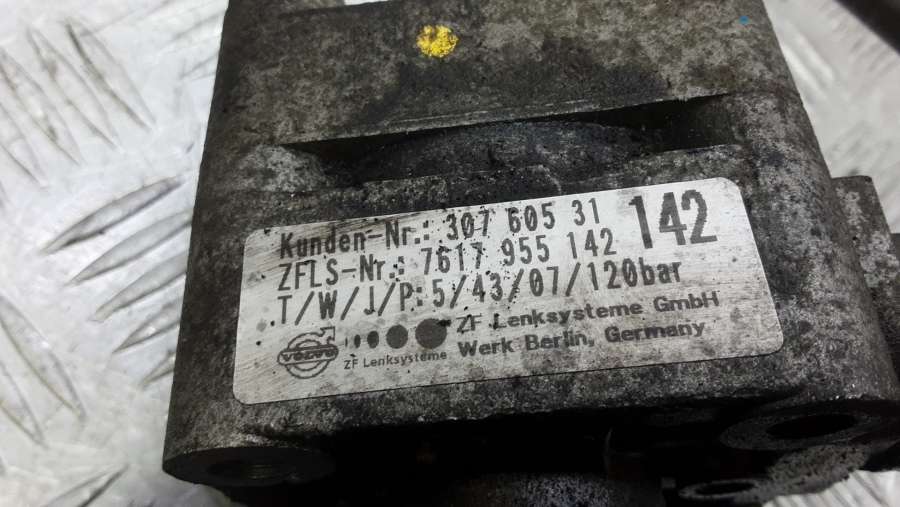 Kunden-Nr.: 307 605 31 142
ZFLS-Nr.: 7617 955 142
T/W/J/P:5/43/07/120bar
ZF Lenksysteme GmbH
Werk Berlin, Germany
VOLVO
ZF Lenksysteme